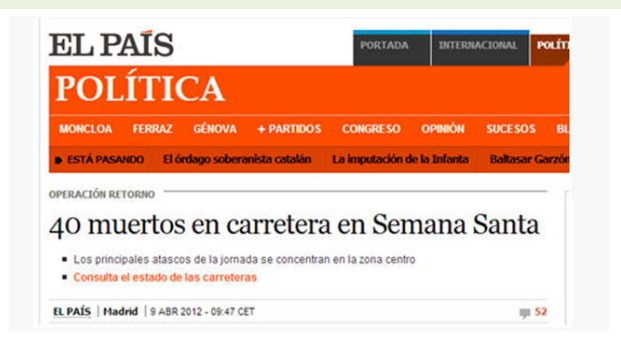 EL PAÍS
PORTADA INTERNACIONAL
POLÍTICA
MONCLOA FERRAZ GÉNOVA + PARTIDOS CONGRESO OPINIÓN SUCESOS
ESTÁ PASANDO El órdago soberanista catalán La imputación de la Infanta Baltasar Garzón
OPERACIÓN RETORNO
40 muertos en carretera en Semana Santa
Los principales atascos de la jornada se concentran en la zona centro
Consulta el estado de las carreteras
EL PAÍS | Madrid | 9 ABR 2012 - 09:47 CET 52